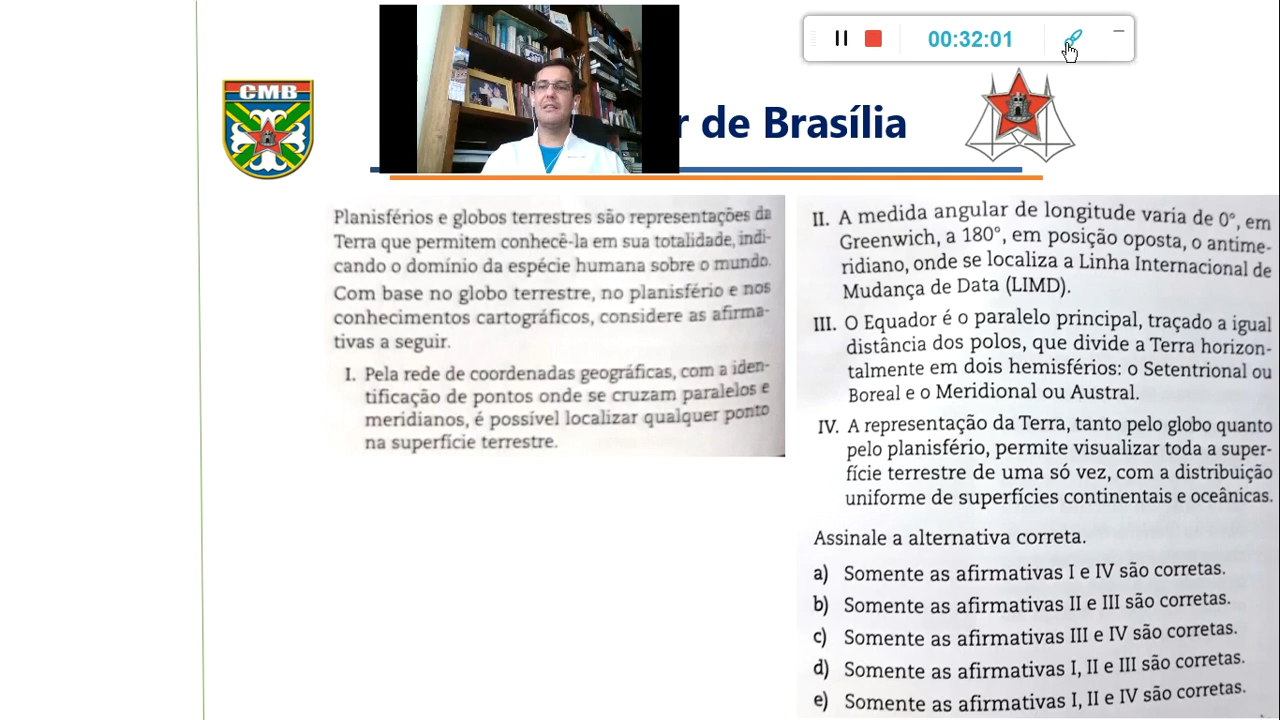 00:32:01
CMB
r de Brasília
Planisférios e globos terrestres são representações da
Terra que permitem conhecê-la em sua totalidade, indi-
cando o domínio da espécie humana sobre o mundo.
Com base no globo terrestre, no planisfério e nos
conhecimentos cartográficos, considere as afirma-
tivas a seguir.
I. Pela rede de coordenadas geográficas, com a iden-
tificação de pontos onde se cruzam paralelos e
meridianos, é possível localizar qualquer ponto
na superfície terrestre.
II. A medida angular de longitude varia de 0°, em
Greenwich, a 180°, em posição oposta, o antime-
ridiano, onde se localiza a Linha Internacional de
Mudança de Data (LIMD).
III. O Equador é o paralelo principal, traçado a igual
distância dos polos, que divide a Terra horizon-
talmente em dois hemisférios: o Setentrional ou
Boreal e o Meridional ou Austral.
IV. A representação da Terra, tanto pelo globo quanto
pelo planisfério, permite visualizar toda a super-
fície terrestre de uma só vez, com a distribuição
uniforme de superfícies continentais e oceânicas.
Assinale a alternativa correta.
a) Somente as afirmativas I e IV são corretas.
b) Somente as afirmativas II e III são corretas.
c) Somente as afirmativas III e IV são corretas.
d) Somente as afirmativas I, II e III são corretas.
e) Somente as afirmativas I, II e IV são corretas.